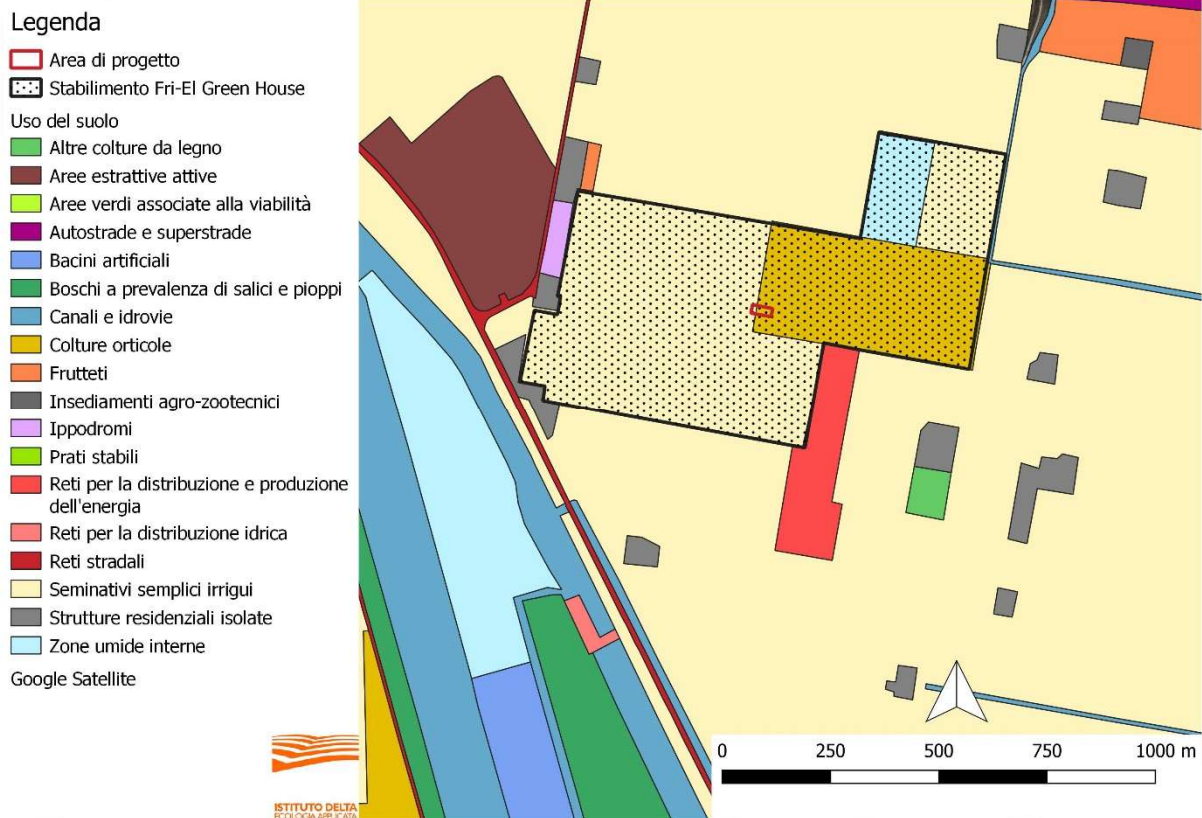 Legenda
Area di progetto
Stabilimento Fri-El Green House
Uso del suolo
Altre colture da legno
Aree estrattive attive
Aree verdi associate alla viabilità
Autostrade e superstrade
Bacini artificiali
Boschi a prevalenza di salici e pioppi
Canali e idrovie
Colture orticole
Frutteti
Insediamenti agro-zootecnici
Ippodromi
Prati stabili
Reti per la distribuzione e produzione
dell'energia
Reti per la distribuzione idrica
Reti stradali
Seminativi semplici irrigui
Strutture residenziali isolate
Zone umide interne
Google Satellite
ISTITUTO DELTA
ECOLOGIA APPLICATA
0 250 500 750 1000 m